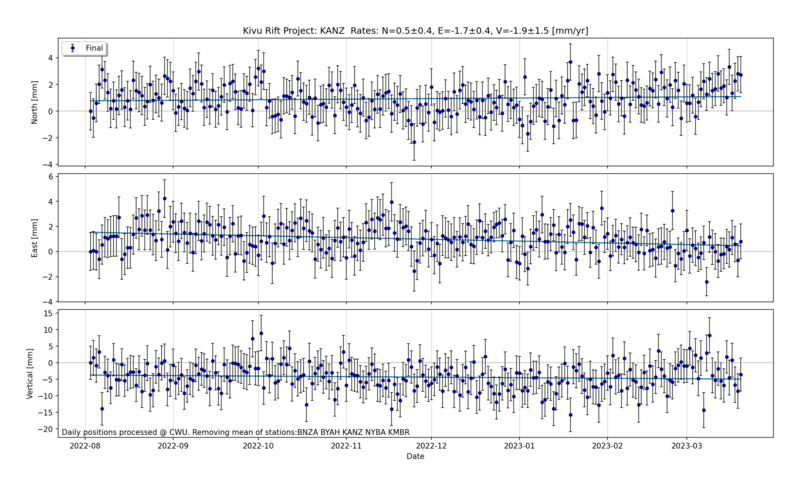 Kivu Rift Project: KANZ  Rates: N=0.5±0.4, E=-1.7±0.4, V=-1.9±1.5 [mm/yr]
Final
North [mm]
4
2
0
−2
−4
East [mm]
6
4
2
0
−2
−4
Vertical [mm]
15
10
5
0
−5
−10
−15
−20
Daily positions processed @ CWU. Removing mean of stations:BNZA BYAH KANZ NYBA KMBR
2022-08 2022-09 2022-10 2022-11 2022-12 2023-01 2023-02 2023-03
Date